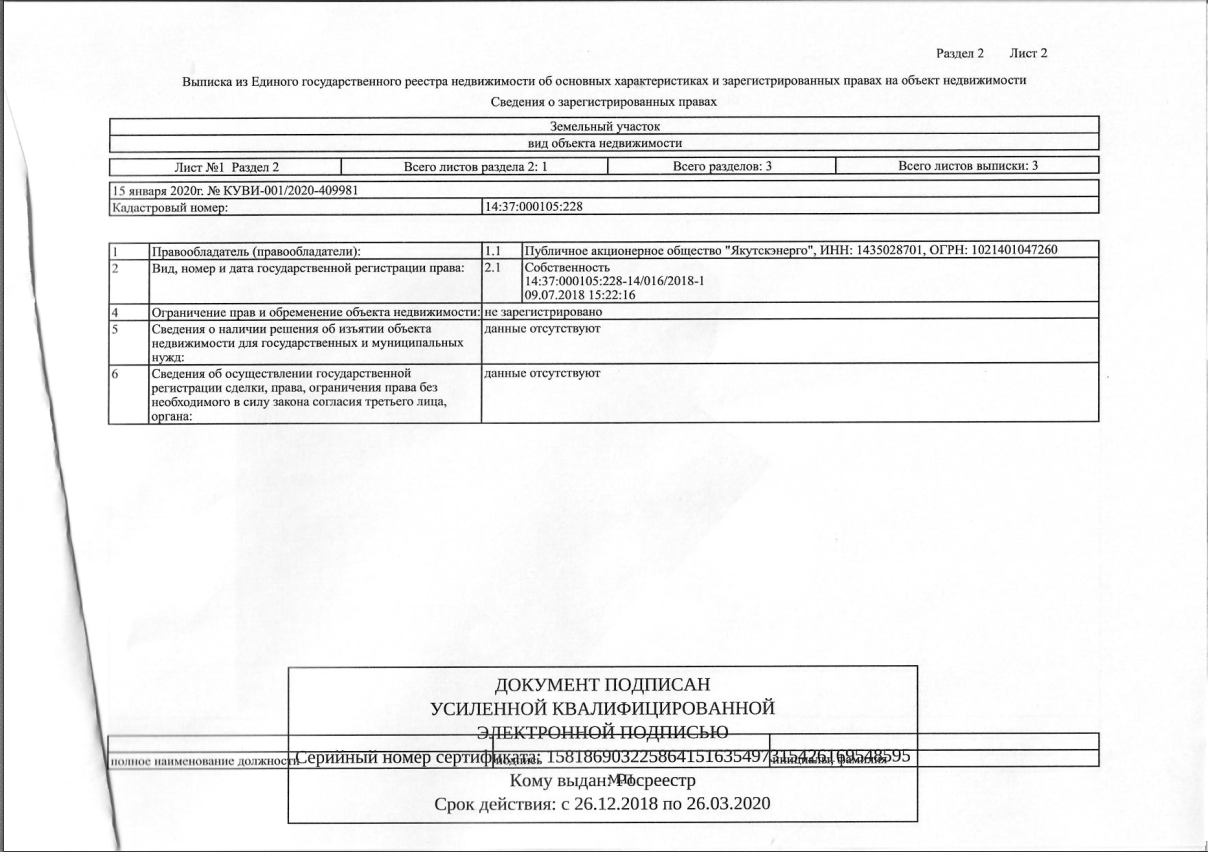 Раздел 2 Лист 2
Выписка из Единого государственного реестра недвижимости об основных характеристиках и зарегистрированных правах на объект недвижимости
Сведения о зарегистрированных правах
Земельный участок
вид объекта недвижимости
Лист №1 Раздел 2 Всего листов раздела 2: 1 Всего разделов: 3 Всего листов выписки: 3
15 января 2020г. № КУВИ-001/2020-409981
Кадастровый номер: 14:37:000105:228
1 Правообладатель (правообладатели): 1.1 Публичное акционерное общество "Якутскэнерго", ИНН: 1435028701, ОГРН: 1021401047260
2 Вид, номер и дата государственной регистрации права: 2.1 Собственность
14:37:000105:228-14/016/2018-1
09.07.2018 15:22:16
4 Ограничение прав и обременение объекта недвижимости: не зарегистрировано
5 Сведения о наличии решения об изъятии объекта данные отсутствуют
недвижимости для государственных и муниципальных
нужд:
6 Сведения об осуществлении государственной данные отсутствуют
регистрации сделки, права, ограничения права без
необходимого в силу закона согласия третьего лица,
органа:
ДОКУМЕНТ ПОДПИСАН
УСИЛЕННОЙ КВАЛИФИЦИРОВАННОЙ
ЭЛЕКТРОННОЙ ПОДПИСЬЮ
Серийный номер сертификата:
полное наименование должности подпись инициалы, фамилия
Кому выдан: Росреестр
М.П.
Срок действия: с 26.12.2018 по 26.03.2020